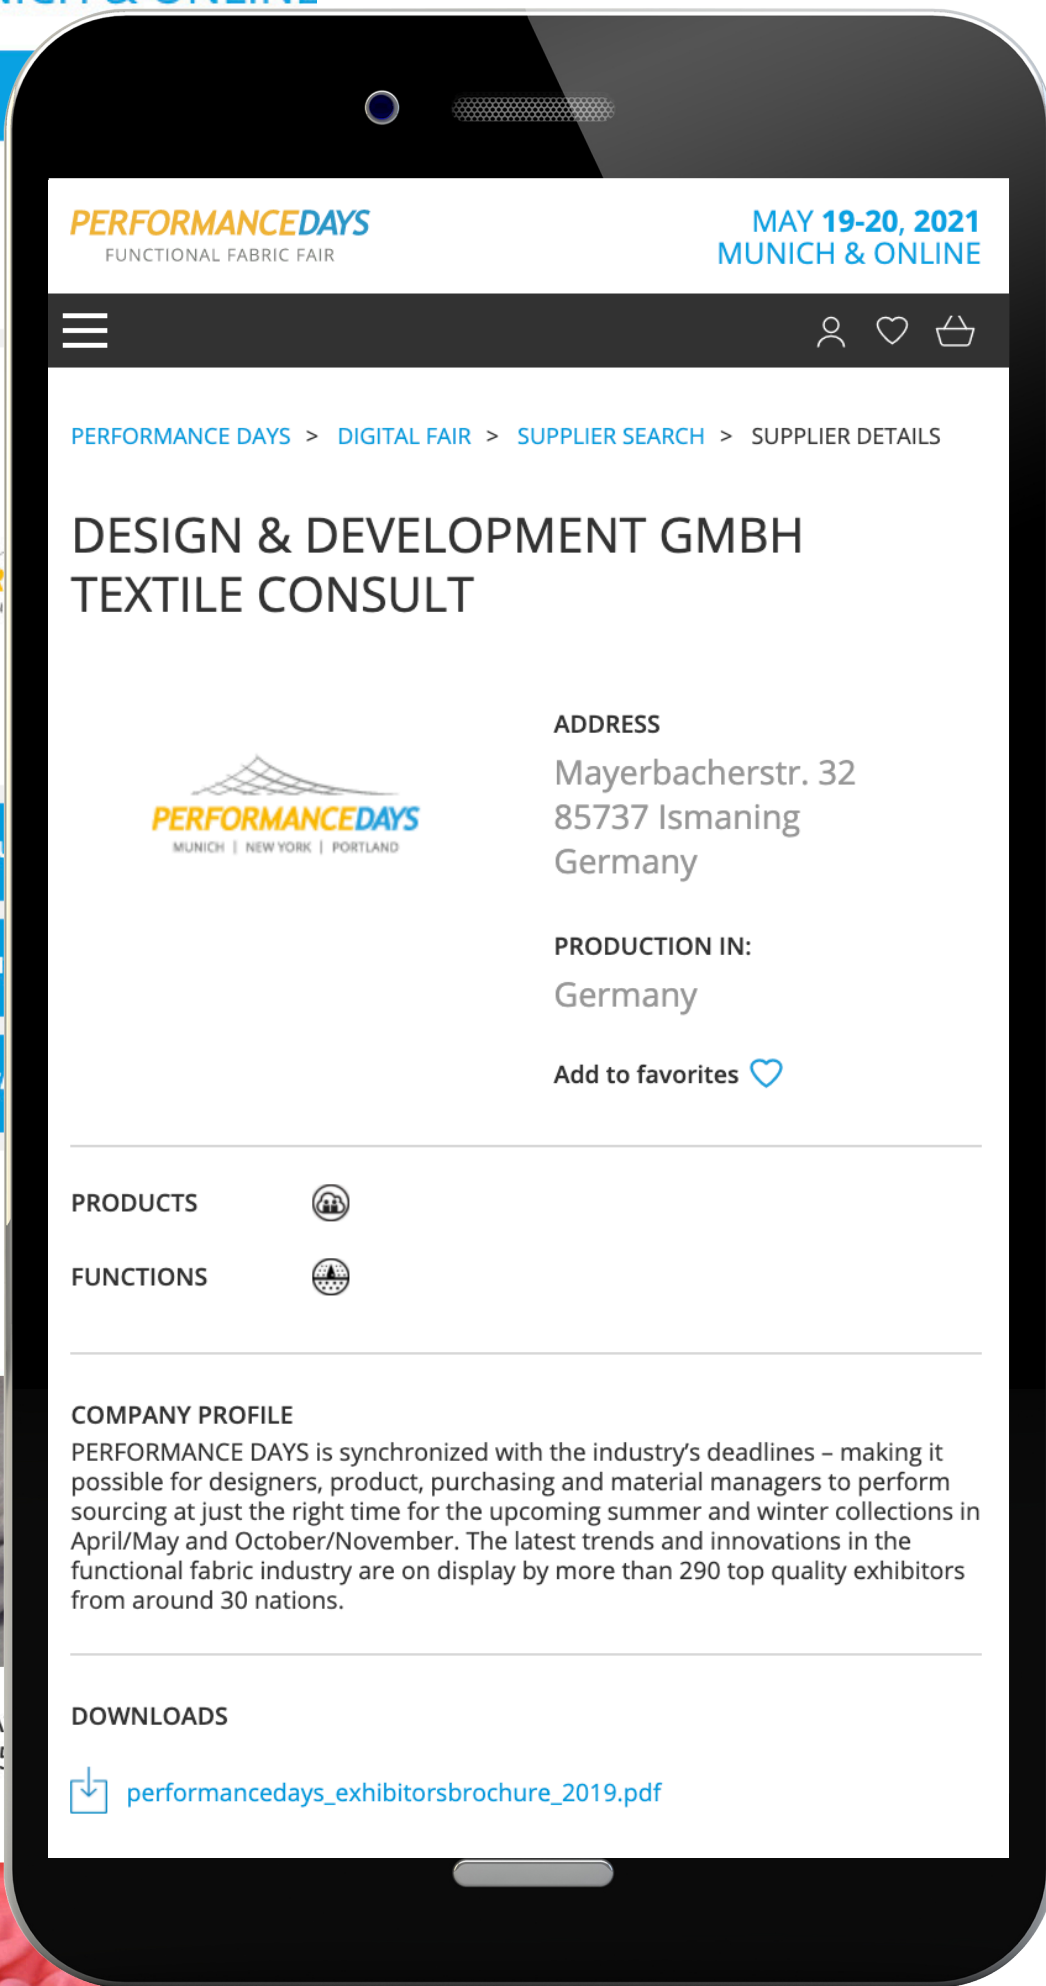 MUNICH & ONLINE
PERFORMANCEDAYS
FUNCTIONAL FABRIC FAIR
MAY 19-20, 2021
MUNICH & ONLINE
PERFORMANCE DAYS > DIGITAL FAIR > SUPPLIER SEARCH > SUPPLIER DETAILS
DESIGN & DEVELOPMENT GMBH
TEXTILE CONSULT
PERFORMANCEDAYS
MUNICH | NEW YORK | PORTLAND
ADDRESS
Mayerbacherstr. 32
85737 Ismaning
Germany
PRODUCTION IN:
Germany
Add to favorites
PRODUCTS
FUNCTIONS
COMPANY PROFILE
PERFORMANCE DAYS is synchronized with the industry’s deadlines – making it
possible for designers, product, purchasing and material managers to perform
sourcing at just the right time for the upcoming summer and winter collections in
April/May and October/November. The latest trends and innovations in the
functional fabric industry are on display by more than 290 top quality exhibitors
from around 30 nations.
DOWNLOADS
performancedays_exhibitorsbrochure_2019.pdf